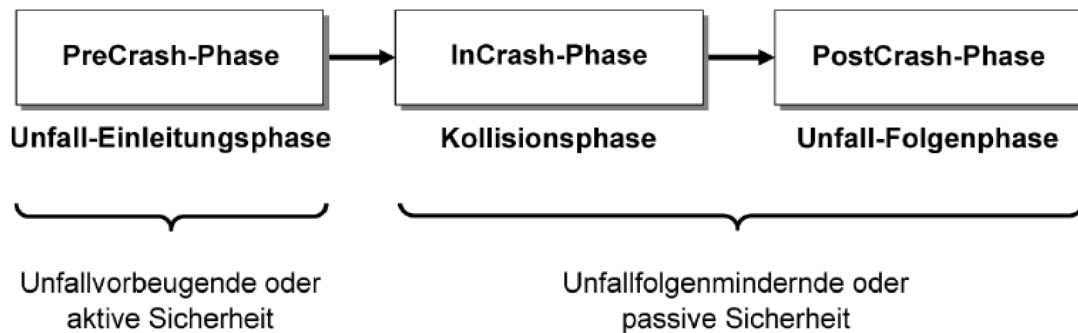 PreCrash-Phase
InCrash-Phase
PostCrash-Phase
Unfall-Einleitungsphase
Kollisionsphase
Unfall-Folgenphase
Unfallvorbeugende oder
aktive Sicherheit
Unfallfolgenmindernde oder
passive Sicherheit